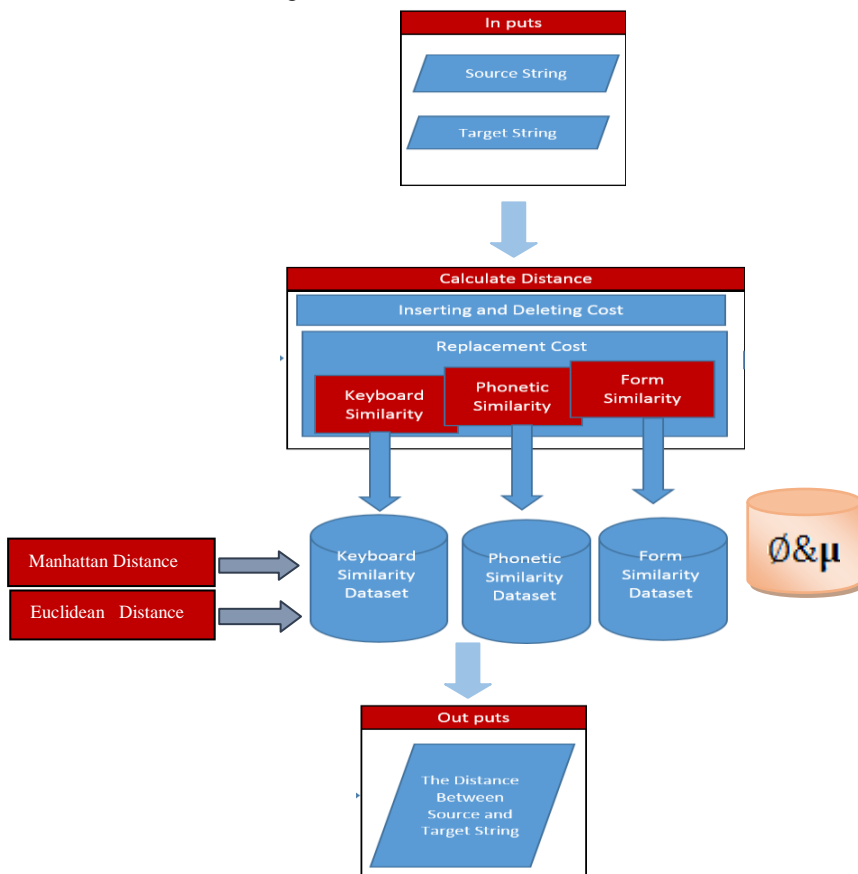 In puts
Source String
Target String
Calculate Distance
Inserting and Deleting Cost
Replacement Cost
Keyboard
Similarity
Phonetic
Similarity
Form
Similarity
Manhattan Distance
Euclidean Distance
Keyboard
Similarity
Dataset
Phonetic
Similarity
Dataset
Form
Similarity
Dataset
Ø&μ
Out puts
The Distance
Between
Source and
Target String